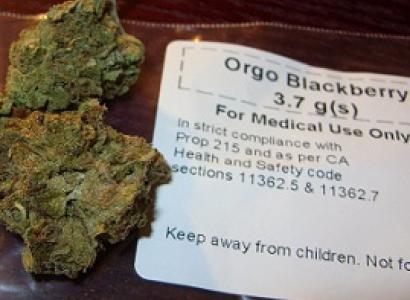 Orgo Blackberry
3.7 g(s)
For Medical Use Only
In strict compliance with
Prop 215 and as per CA
Health and Safety code
sections 11362.5 & 11362.7
Keep away from children. Not fo